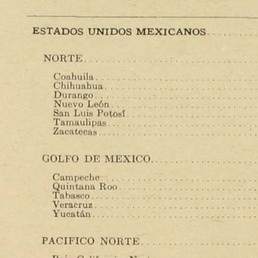 ESTADOS UNIDOS MEXICANOS
NORTE
Coahuila
Chihuahua
Durango
Nuevo León
San Luis Potosí
Tamaulipas
Zacatecas
GOLFO DE MEXICO
Campeche
Quintana Roo
Tabasco
Veracruz
Yucatán
PACIFICO NORTE